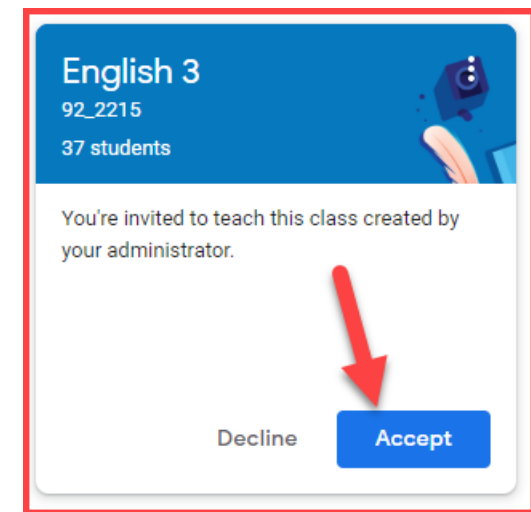 English 3
92_2215
37 students
You're invited to teach this class created by
your administrator.
Decline
Accept